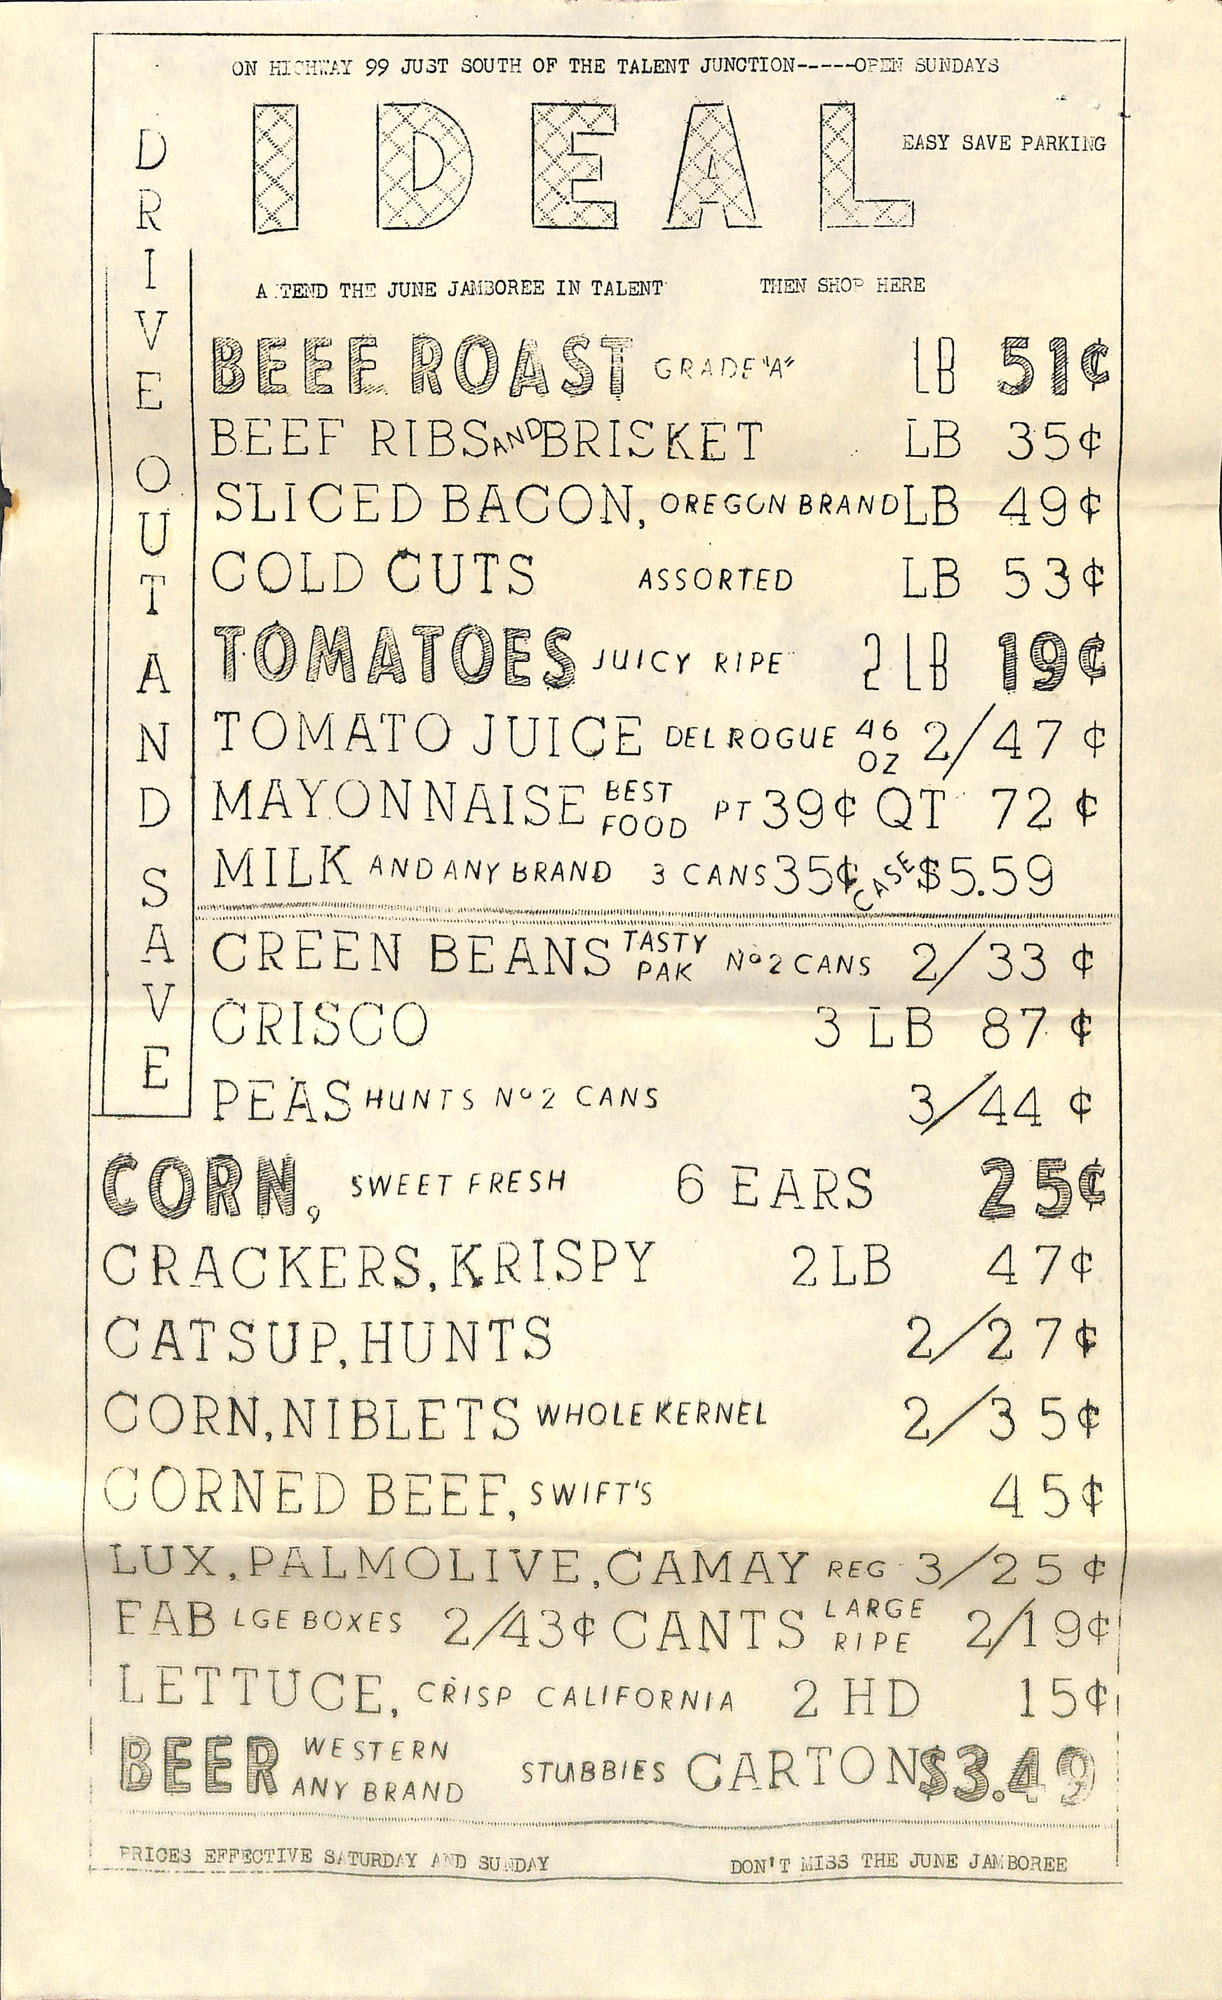 ON HIGHWAY 99 JUST SOUTH OF THE TALENT JUNCTION-----OPEN SUNDAYS
IDEAL
EASY SAVE PARKING
DRIVE OUT AND SAVE
A TEND THE JUNE JAMBOREE IN TALENT THEN SHOP HERE
BEEE ROAST GRADE "A" LB 51¢
BEEF RIBS AND BRISKET LB 35¢
SLICED BACON, OREGON BRAND LB 49¢
COLD CUTS ASSORTED LB 53¢
TOMATOES JUICY RIPE 2 LB 19¢
TOMATO JUICE DEL ROGUE 46 OZ 2/47¢
MAYONNAISE BEST FOOD PT 39¢ QT 72¢
MILK AND ANY BRAND 3 CANS 35¢ CASE $5.59
CREEN BEANS TASTY PAK No2 CANS 2/33¢
CRISCO 3 LB 87¢
PEAS HUNTS No2 CANS 3/44¢
CORN, SWEET FRESH 6 EARS 25¢
CRACKERS, KRISPY 2 LB 47¢
CATSUP, HUNTS 2/27¢
CORN, NIBLETS WHOLE KERNEL 2/35¢
CORNED BEEF, SWIFT'S 45¢
LUX, PALMOLIVE, CAMAY REG 3/25¢
FAB LGE BOXES 2/43¢ CANTS LARGE RIPE 2/19¢
LETTUCE, CRISP CALIFORNIA 2 HD 15¢
BEER WESTERN ANY BRAND STUBBIES CARTON $3.49
PRICES EFFECTIVE SATURDAY AND SUNDAY DON'T MISS THE JUNE JAMBOREE